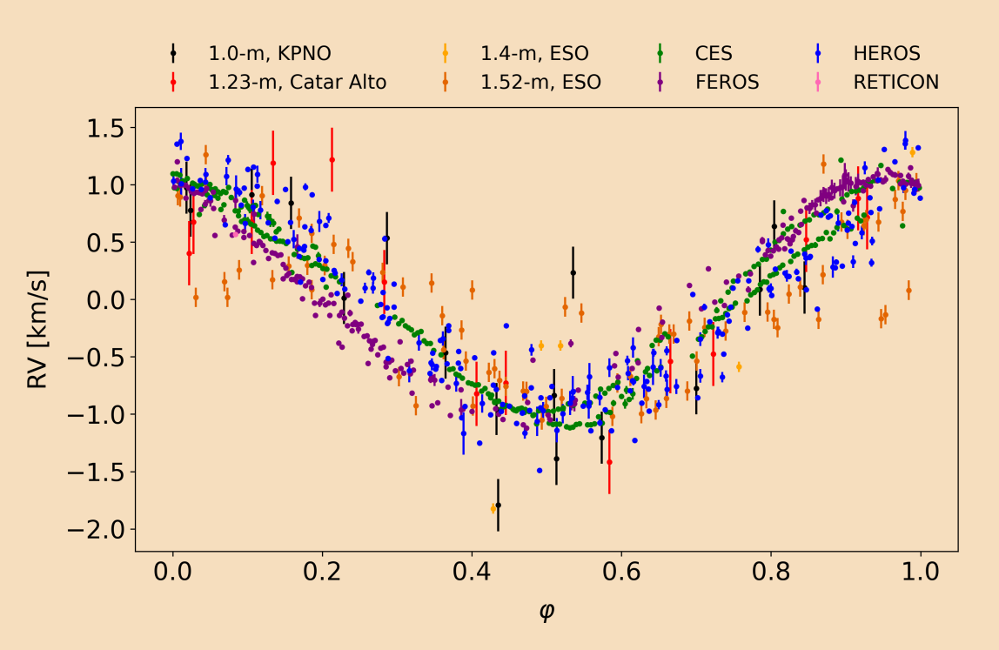 1.0-m, KPNO 1.4-m, ESO CES HEROS
1.23-m, Catar Alto 1.52-m, ESO FEROS RETICON
1.5
1.0
0.5
0.0
−0.5
−1.0
−1.5
−2.0
RV [km/s]
0.0 0.2 0.4 0.6 0.8 1.0
φ